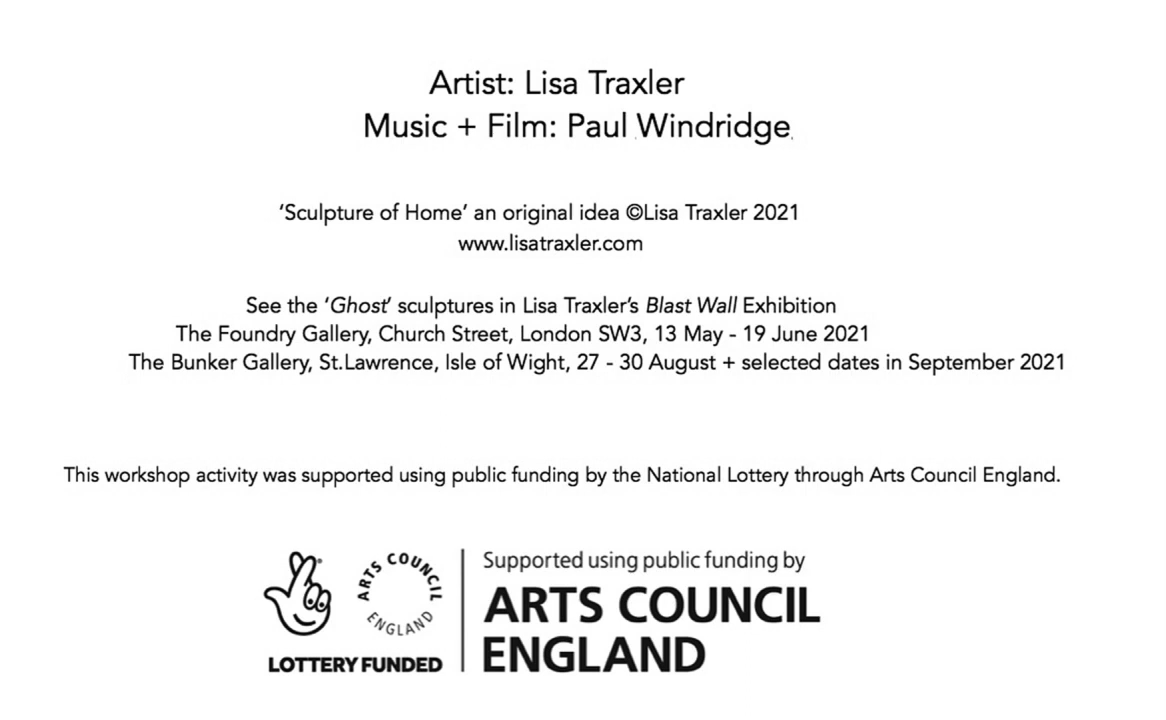 Artist: Lisa Traxler
Music + Film: Paul Windridge
‘Sculpture of Home’ an original idea ©Lisa Traxler 2021
www.lisatraxler.com
See the ‘Ghost’ sculptures in Lisa Traxler’s Blast Wall Exhibition
The Foundry Gallery, Church Street, London SW3, 13 May - 19 June 2021
The Bunker Gallery, St.Lawrence, Isle of Wight, 27 - 30 August + selected dates in September 2021
This workshop activity was supported using public funding by the National Lottery through Arts Council England.
ARTS COUNCIL
ENGLAND
LOTTERY FUNDED
Supported using public funding by
ARTS COUNCIL
ENGLAND